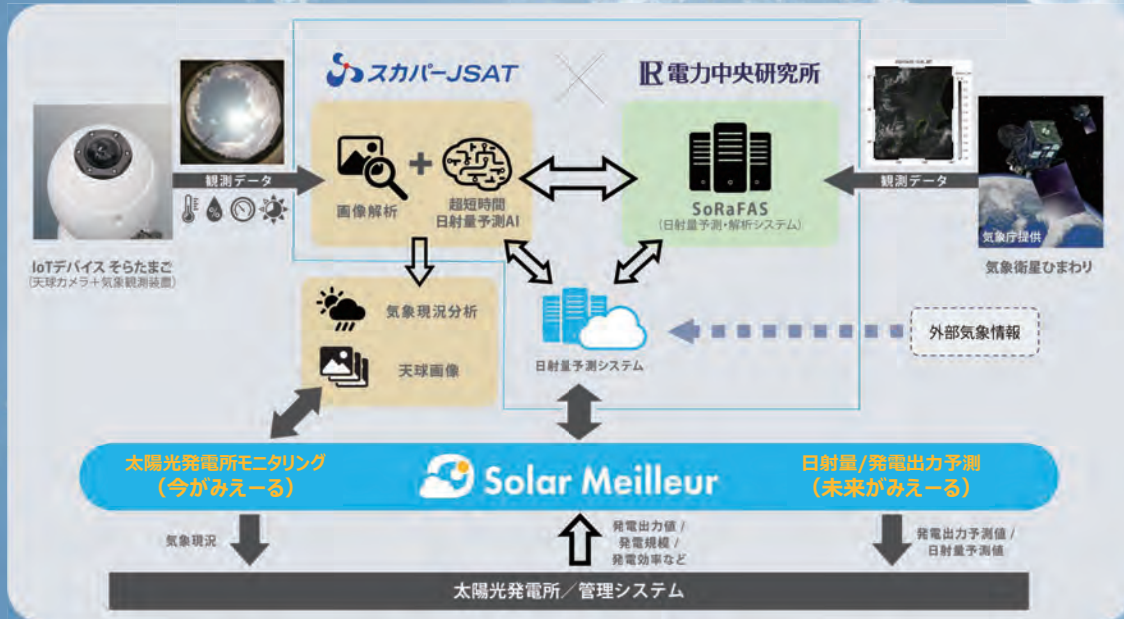 スカパーJSAT
電力中央研究所
観測データ
画像解析
+
超短時間
日射量予測AI
SoRaFAS
(日射量予測・解析システム)
観測データ
気象庁提供
IoTデバイス そらたまご
(天球カメラ+気象観測装置)
気象衛星ひまわり
気象現況分析
天球画像
日射量予測システム
外部気象情報
太陽光発電所モニタリング
(今がみえーる)
Solar Meilleur
日射量/発電出力予測
(未来がみえーる)
気象現況
発電出力値 /
発電規模 /
発電効率など
発電出力予測値 /
日射量予測値
太陽光発電所／管理システム